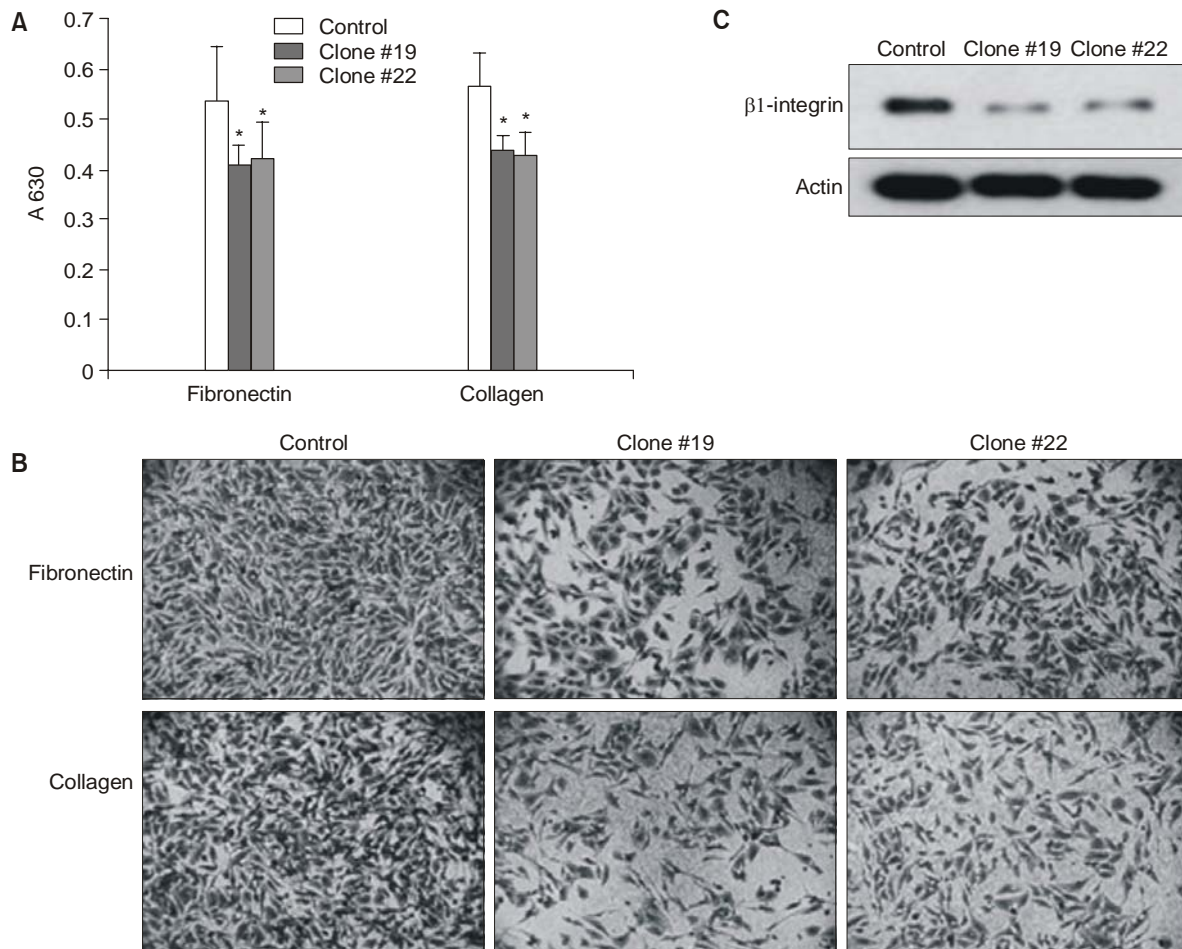 A
0.7
0.6
0.5
0.4
0.3
0.2
0.1
0
A 630
Control
Clone #19
Clone #22
* *
* *
Fibronectin Collagen
C
Control Clone #19 Clone #22
β1-integrin
Actin
B
Control Clone #19 Clone #22
Fibronectin
Collagen